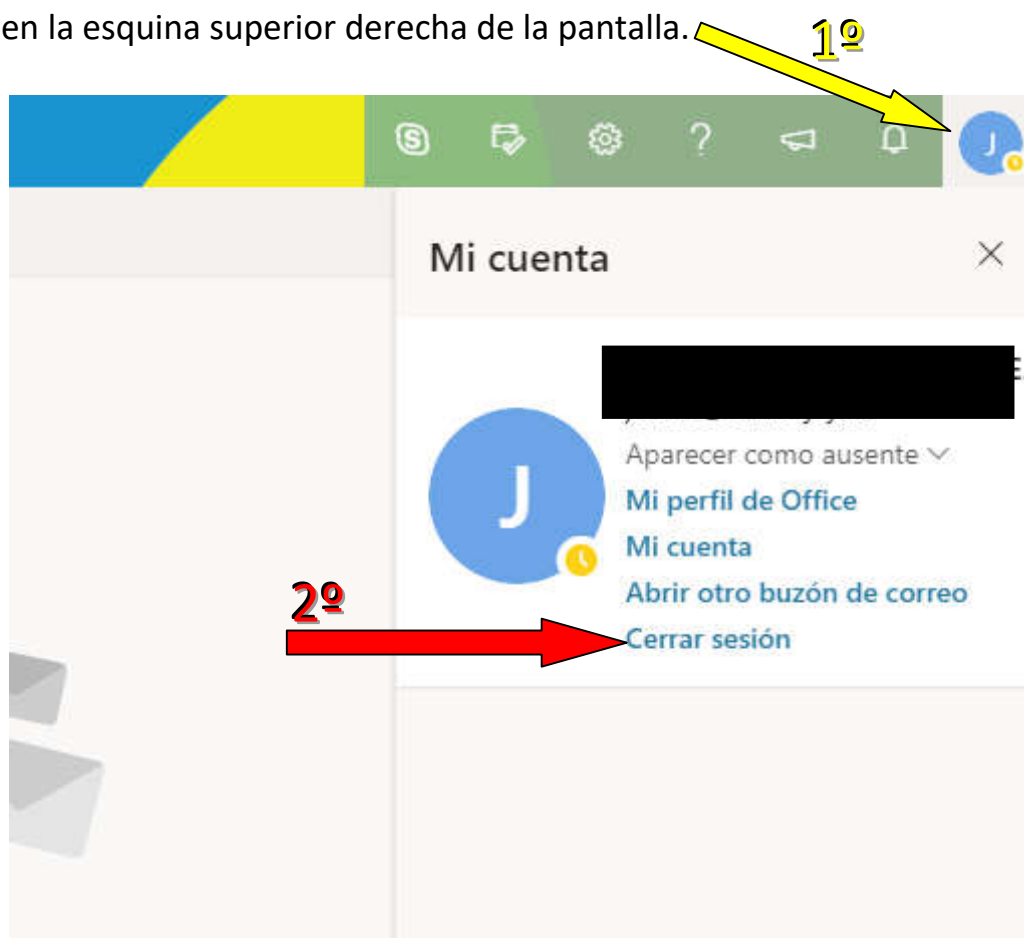 en la esquina superior derecha de la pantalla.
1º
J
Mi cuenta
J
Aparecer como ausente
Mi perfil de Office
Mi cuenta
Abrir otro buzón de correo
2º
Cerrar sesión